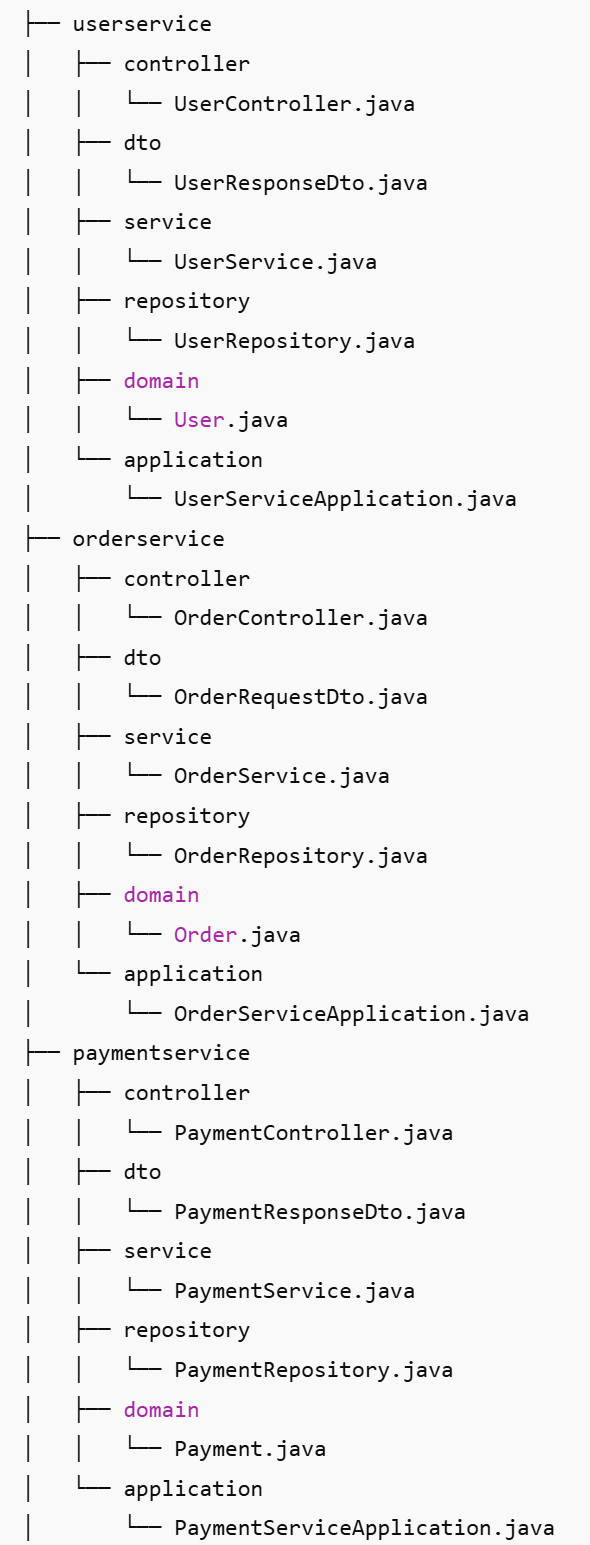 ├── userservice
│   ├── controller
│   │   └── UserController.java
│   ├── dto
│   │   └── UserResponseDto.java
│   ├── service
│   │   └── UserService.java
│   ├── repository
│   │   └── UserRepository.java
│   ├── domain
│   │   └── User.java
│   └── application
│       └── UserServiceApplication.java
├── orderservice
│   ├── controller
│   │   └── OrderController.java
│   ├── dto
│   │   └── OrderRequestDto.java
│   ├── service
│   │   └── OrderService.java
│   ├── repository
│   │   └── OrderRepository.java
│   ├── domain
│   │   └── Order.java
│   └── application
│       └── OrderServiceApplication.java
├── paymentservice
│   ├── controller
│   │   └── PaymentController.java
│   ├── dto
│   │   └── PaymentResponseDto.java
│   ├── service
│   │   └── PaymentService.java
│   ├── repository
│   │   └── PaymentRepository.java
│   ├── domain
│   │   └── Payment.java
│   └── application
│       └── PaymentServiceApplication.java